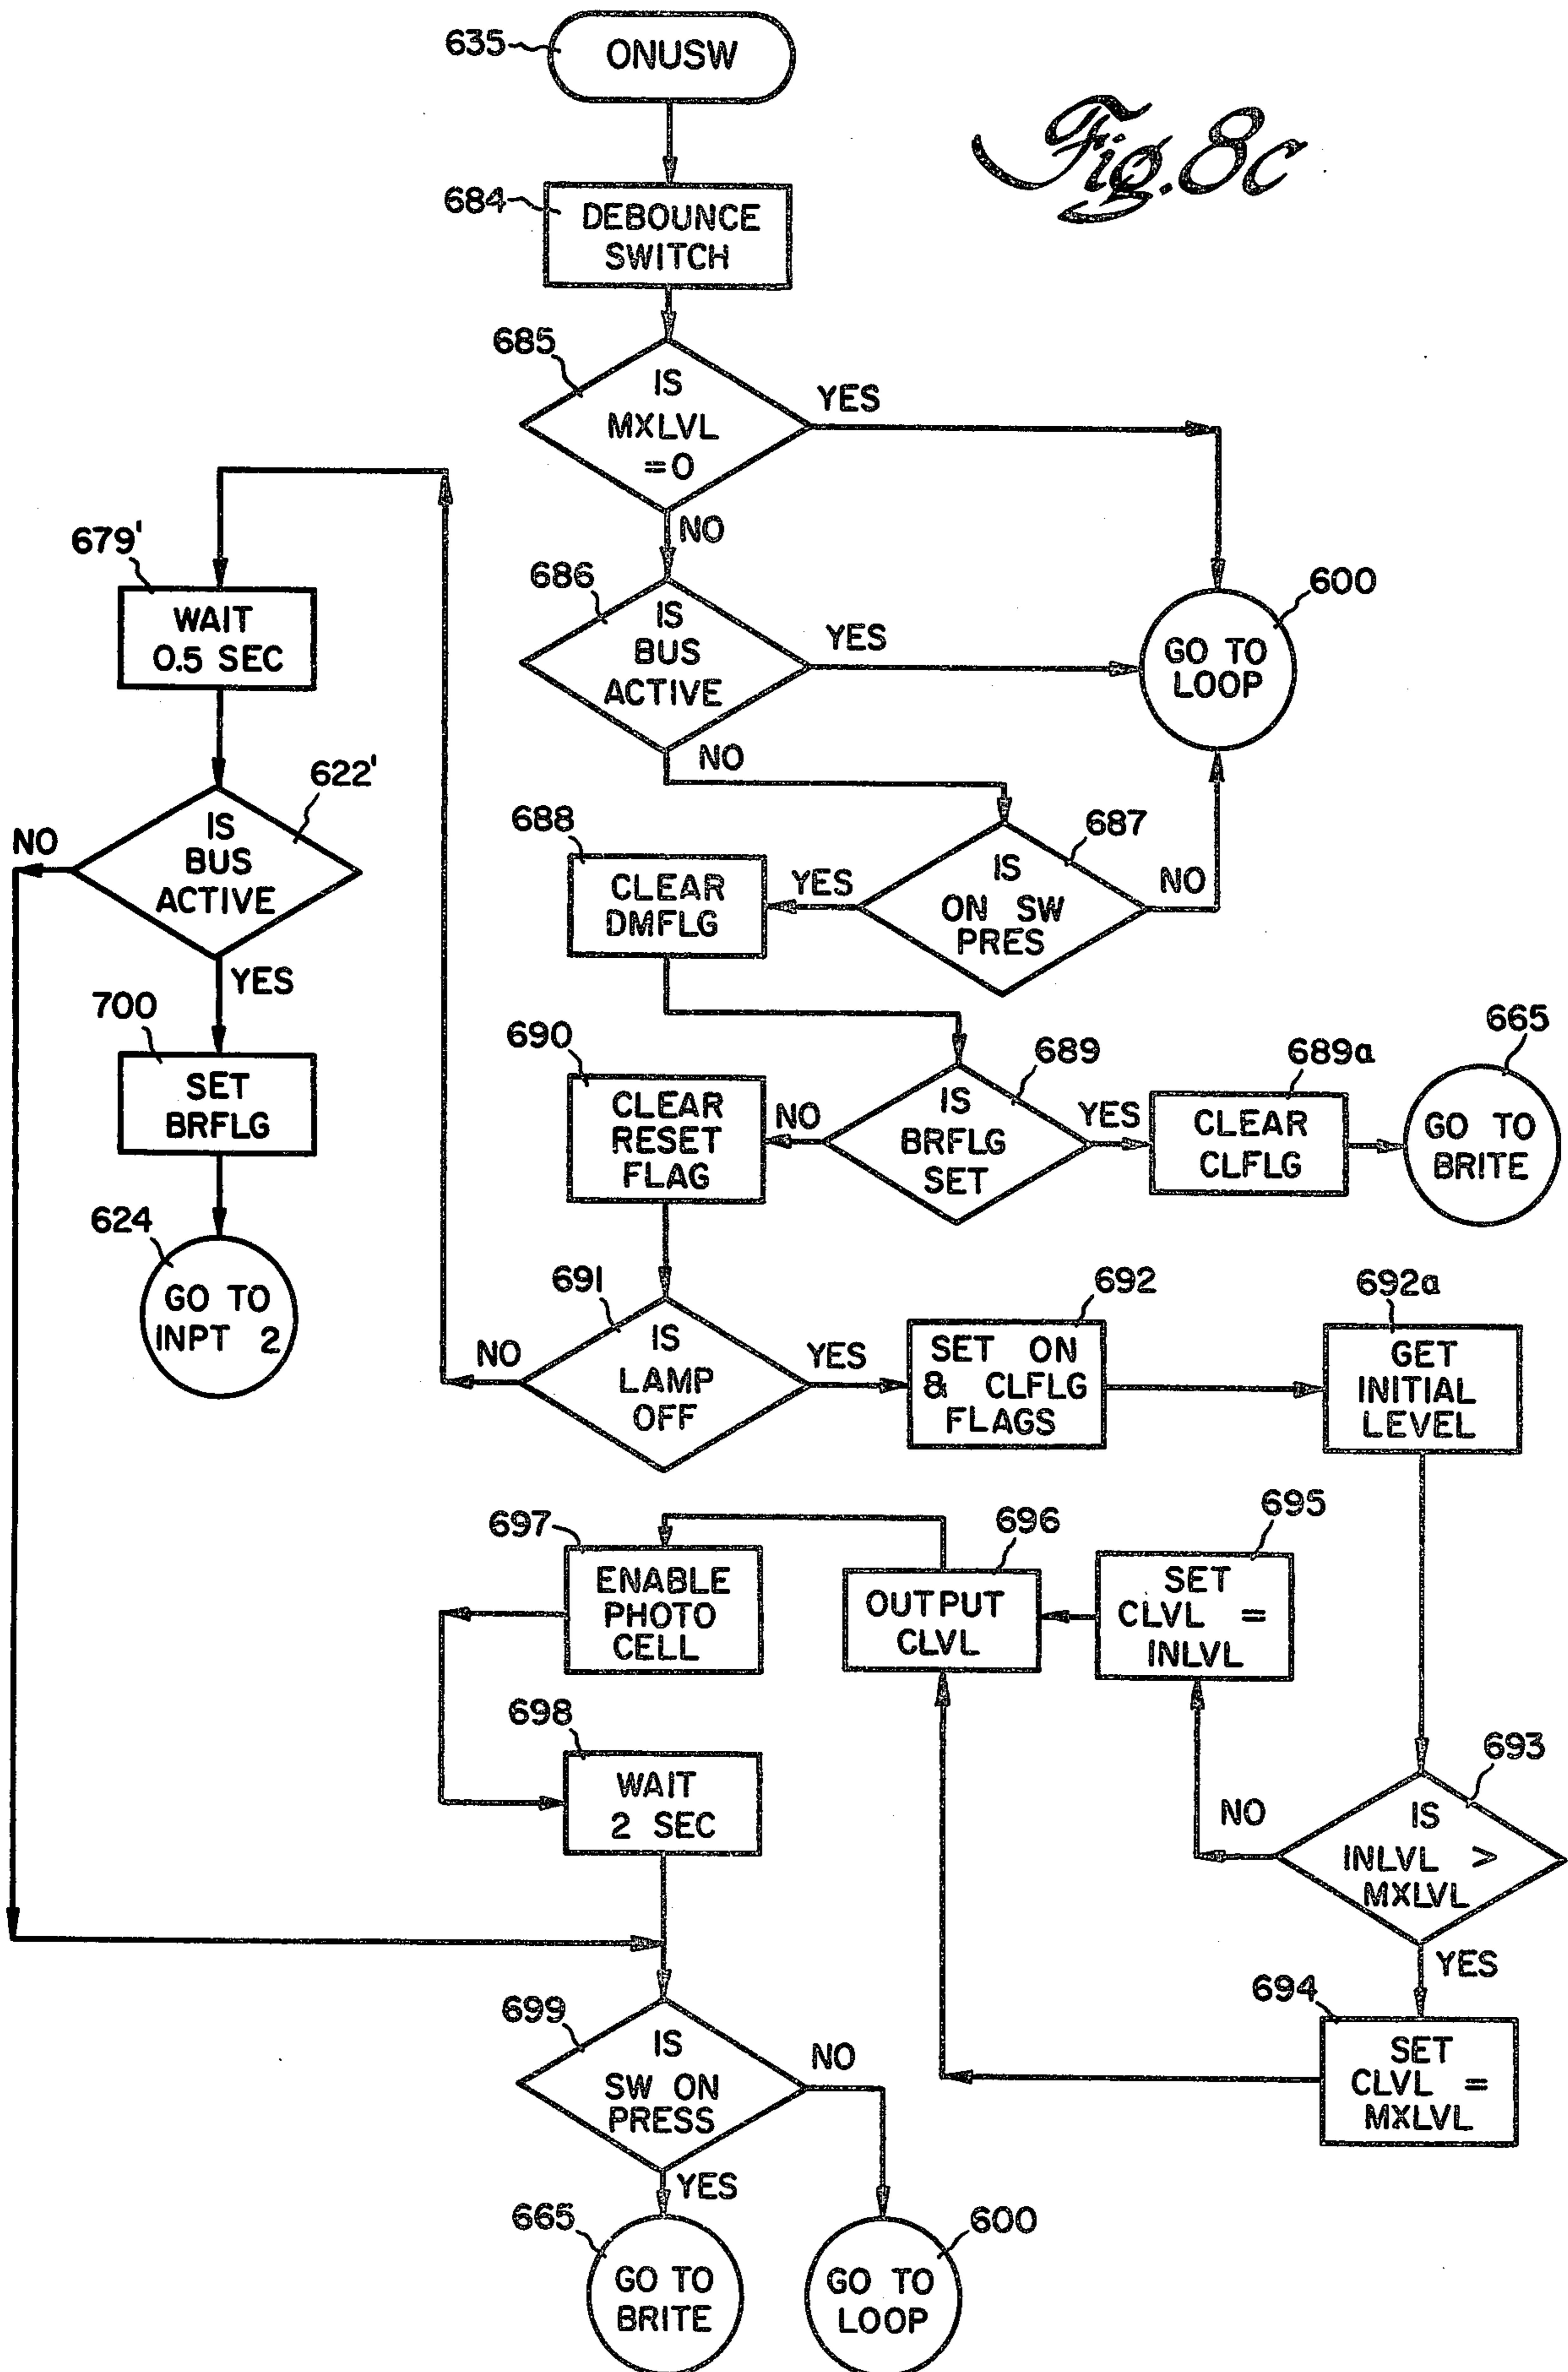 635
ONUSW
Fig. 8c
684
DEBOUNCE
SWITCH
685
IS
MXLVL
=0
YES
NO
679'
WAIT
0.5 SEC
686
IS
BUS
ACTIVE
YES
NO
600
GO TO
LOOP
622'
IS
BUS
ACTIVE
NO
YES
688
CLEAR
DMFLG
687
IS
ON SW
PRES
YES
NO
700
SET
BRFLG
690
CLEAR
RESET
FLAG
689
IS
BRFLG
SET
NO
YES
689a
CLEAR
CLFLG
665
GO TO
BRITE
624
GO TO
INPT 2
691
IS
LAMP
OFF
NO
YES
692
SET ON
& CLFLG
FLAGS
692a
GET
INITIAL
LEVEL
697
ENABLE
PHOTO
CELL
696
OUTPUT
CLVL
695
SET
CLVL =
INLVL
698
WAIT
2 SEC
693
IS
INLVL >
MXLVL
NO
YES
694
SET
CLVL =
MXLVL
699
IS
SW ON
PRESS
NO
YES
665
GO TO
BRITE
600
GO TO
LOOP